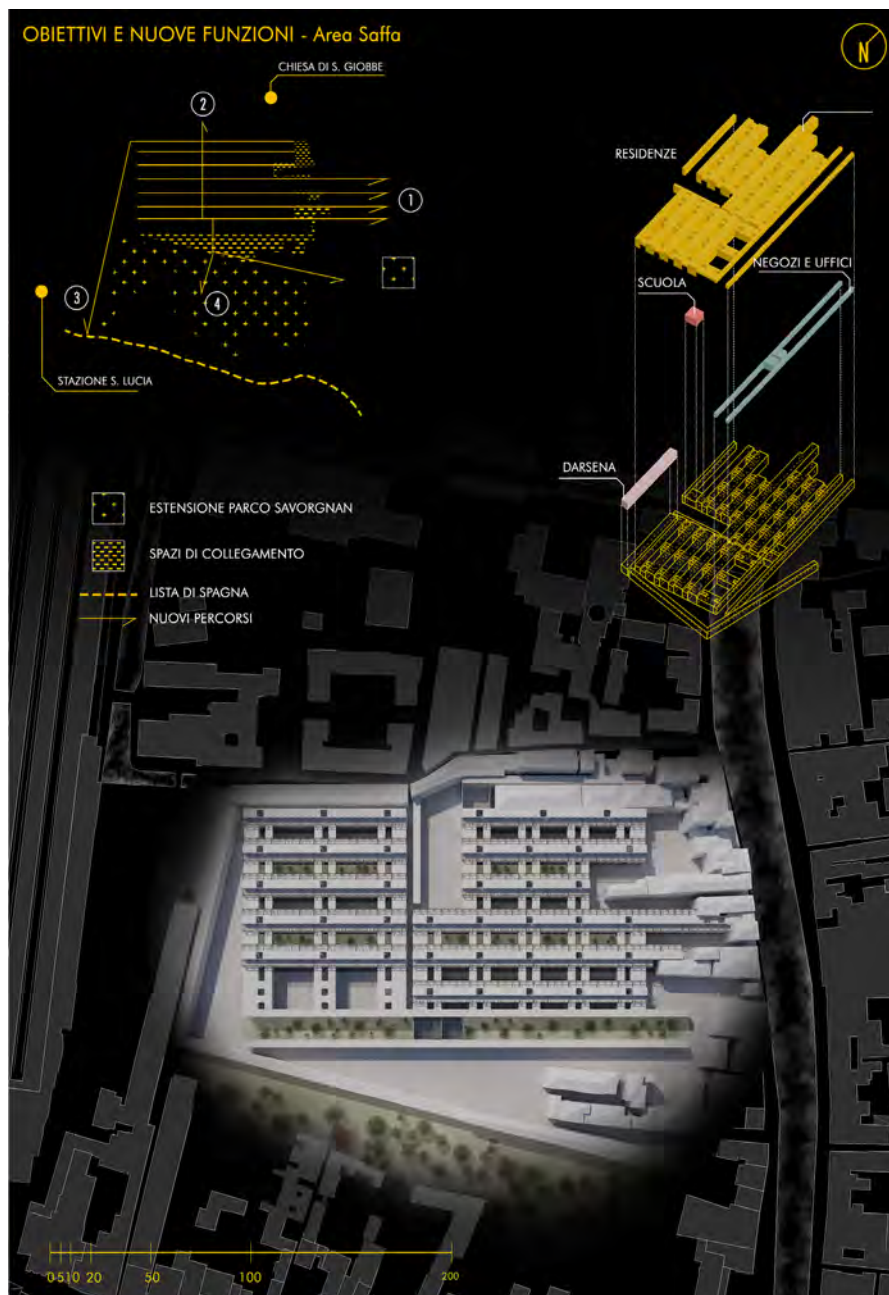 OBIETTIVI E NUOVE FUNZIONI - Area Saffa
N
CHIESA DI S. GIOBBE
2
1
3
4
STAZIONE S. LUCIA
RESIDENZE
NEGOZI E UFFICI
SCUOLA
DARSENA
ESTENSIONE PARCO SAVORGNAN
SPAZI DI COLLEGAMENTO
LISTA DI SPAGNA
NUOVI PERCORSI
0 5 10 20 50 100 200